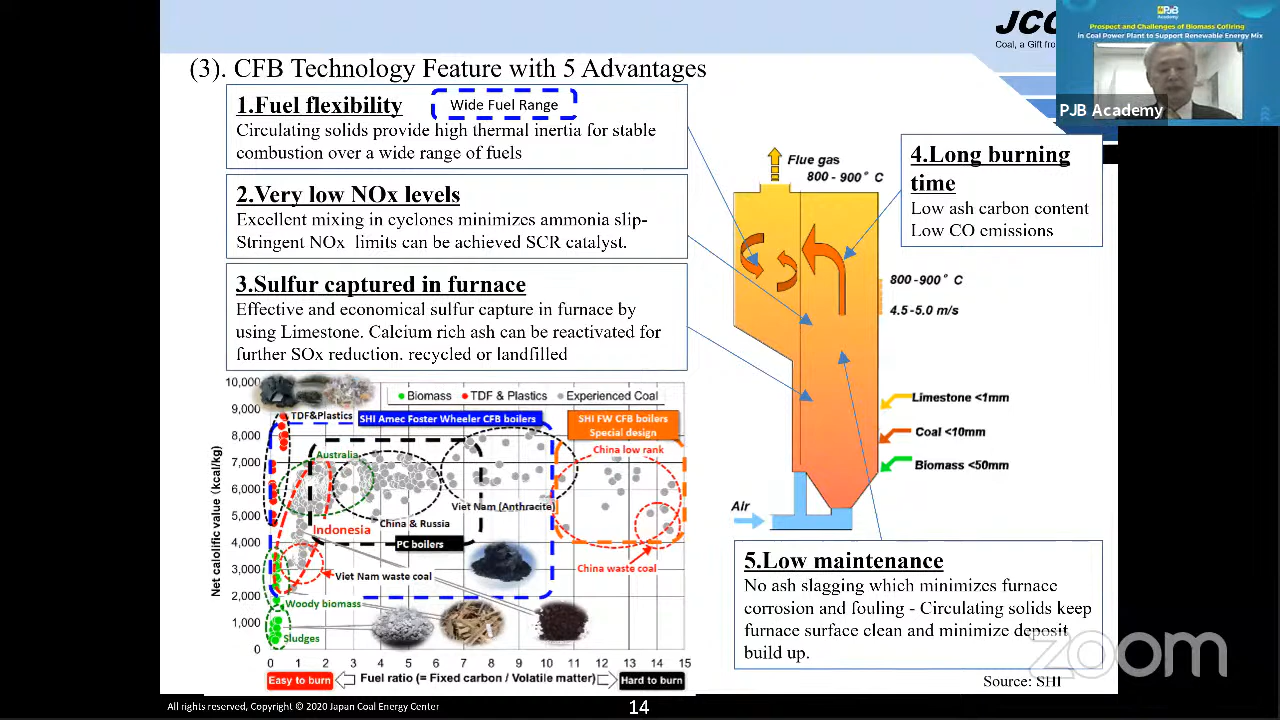 JCO
Coal, a Gift from
PJB
Academy
Prospect and Challenges of Biomass Cofiring
in Coal Power Plant to Support Renewable Energy Mix
PJB Academy
(3). CFB Technology Feature with 5 Advantages
1.Fuel flexibility
Wide Fuel Range
Circulating solids provide high thermal inertia for stable
combustion over a wide range of fuels
2.Very low NOx levels
Excellent mixing in cyclones minimizes ammonia slip-
Stringent NOx limits can be achieved SCR catalyst.
3.Sulfur captured in furnace
Effective and economical sulfur capture in furnace by
using Limestone. Calcium rich ash can be reactivated for
further SOx reduction. recycled or landfilled
Flue gas
800 - 900° C
4.Long burning
time
Low ash carbon content
Low CO emissions
800 -900° C
4.5-5.0 m/s
Limestone <1mm
Coal <10mm
Biomass <50mm
Air
5.Low maintenance
No ash slagging which minimizes furnace
corrosion and fouling - Circulating solids keep
furnace surface clean and minimize deposit
build up.
Source: SHI
zoom
Net calolific value (kcal/kg)
10,000
9,000
8,000
7,000
6,000
5,000
4,000
3,000
2,000
1,000
0
Biomass
TDF & Plastics
Experienced Coal
TDF&Plastics
SHI Amec Foster Wheeler CFB boilers
SHI FW CFB boilers
Special design
Australia
China low rank
Viet Nam (Anthracite)
China & Russia
Indonesia
PC boilers
China waste coal
Viet Nam waste coal
Woody biomass
Sludges
0 1 2 3 4 5 6 7 8 9 10 11 12 13 14 15
Easy to burn
Fuel ratio (= Fixed carbon / Volatile matter)
Hard to burn
All rights reserved, Copyright © 2020 Japan Coal Energy Center
14